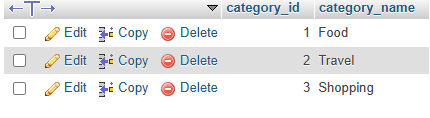 category_id category_name
Edit Copy Delete 1 Food
Edit Copy Delete 2 Travel
Edit Copy Delete 3 Shopping